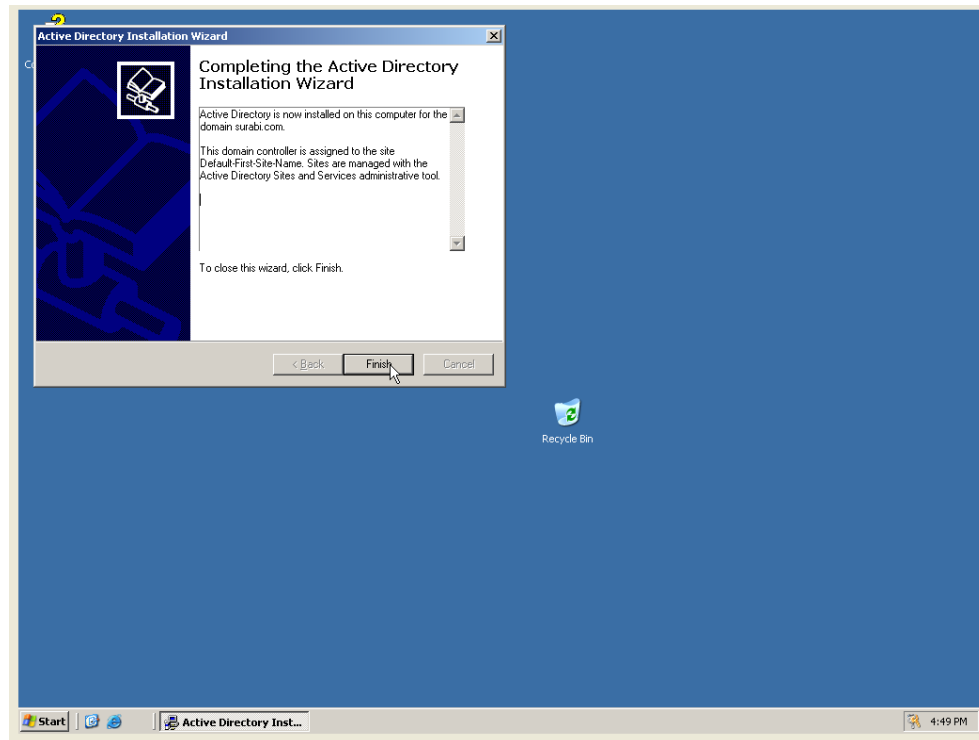 Active Directory Installation Wizard
Completing the Active Directory
Installation Wizard
Active Directory is now installed on this computer for the
domain surabi.com.
This domain controller is assigned to the site
Default-First-Site-Name. Sites are managed with the
Active Directory Sites and Services administrative tool.
To close this wizard, click Finish.
< Back
Finish
Cancel
Recycle Bin
Start
Active Directory Inst...
4:49 PM